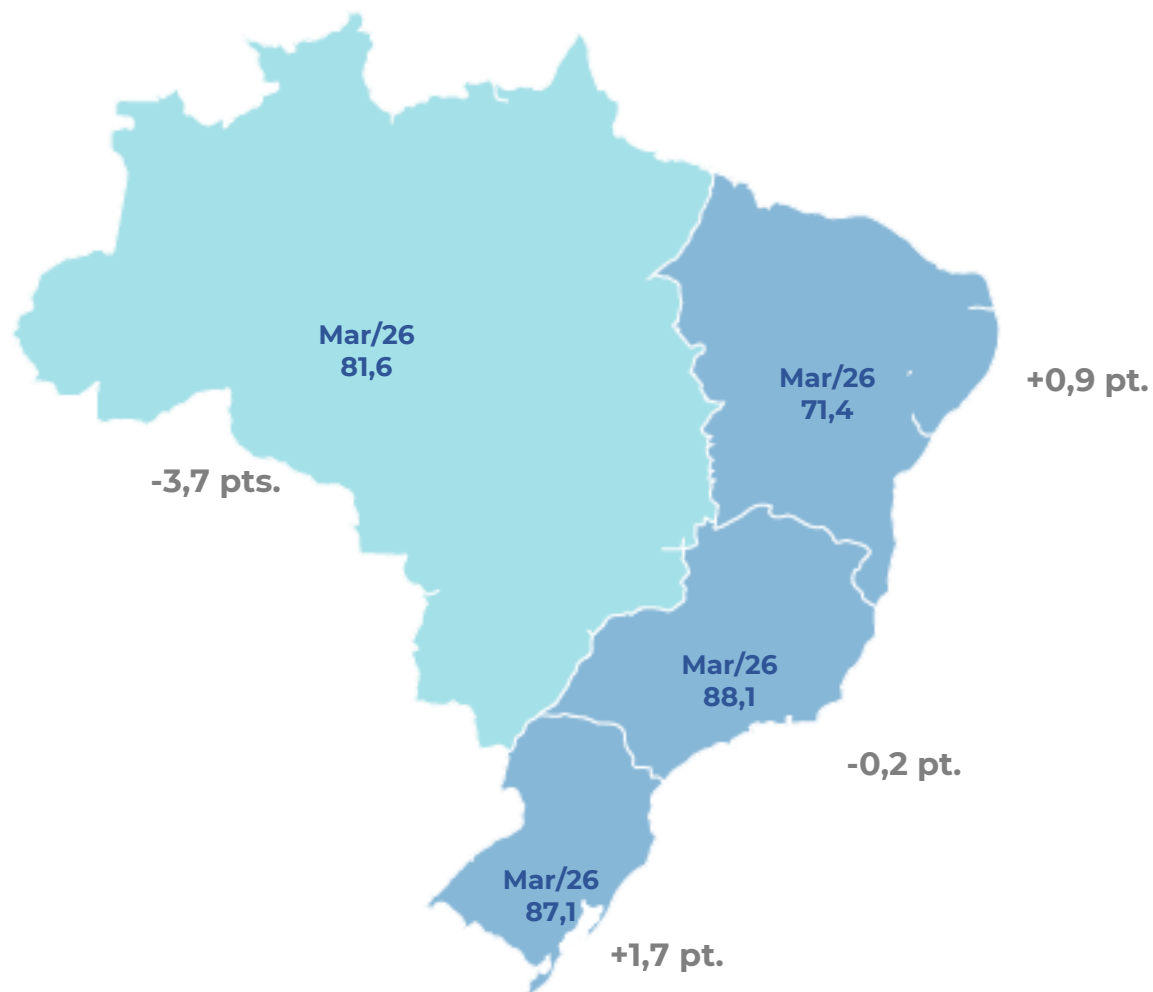 Mar/26
81,6
-3,7 pts.
Mar/26
71,4
+0,9 pt.
Mar/26
88,1
-0,2 pt.
Mar/26
87,1
+1,7 pt.